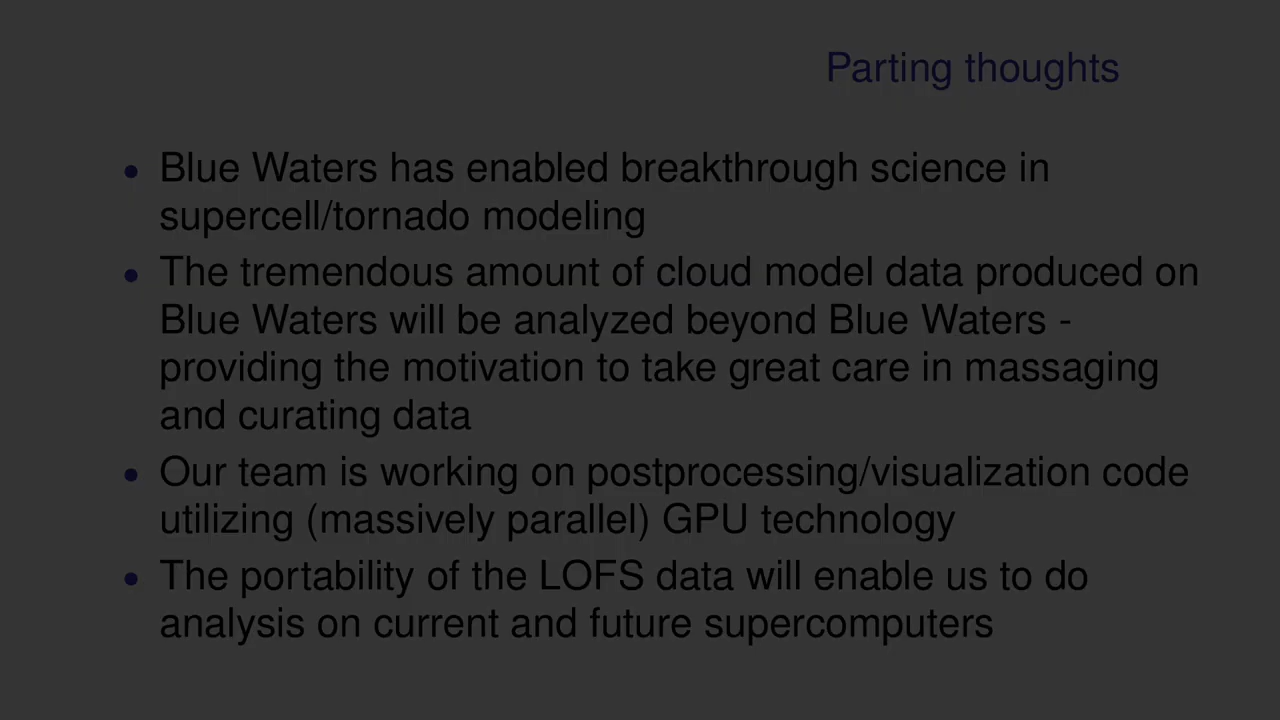 Parting thoughts
• Blue Waters has enabled breakthrough science in
supercell/tornado modeling
• The tremendous amount of cloud model data produced on
Blue Waters will be analyzed beyond Blue Waters -
providing the motivation to take great care in massaging
and curating data
• Our team is working on postprocessing/visualization code
utilizing (massively parallel) GPU technology
• The portability of the LOFS data will enable us to do
analysis on current and future supercomputers